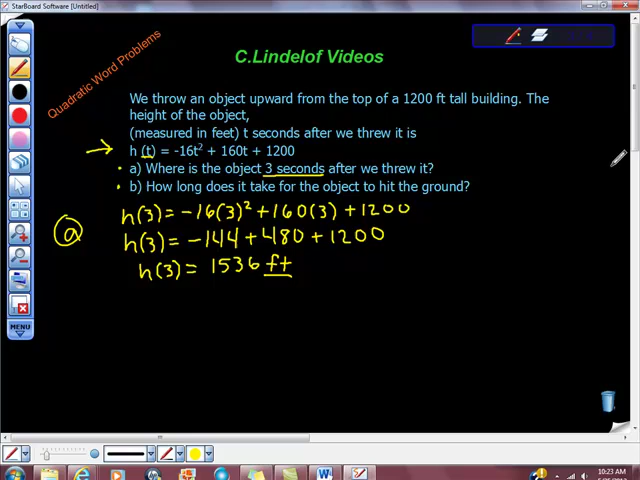 StarBoard Software [Untitled*]
Quadratic Word Problems
C.Lindelof Videos
We throw an object upward from the top of a 1200 ft tall building. The
height of the object,
(measured in feet) t seconds after we threw it is
h (t) = -16t² + 160t + 1200
• a) Where is the object 3 seconds after we threw it?
• b) How long does it take for the object to hit the ground?
a
h(3) = -16(3)² + 160(3) + 1200
h(3) = -144 + 480 + 1200
h(3) = 1536 ft
MENU
10:23 AM